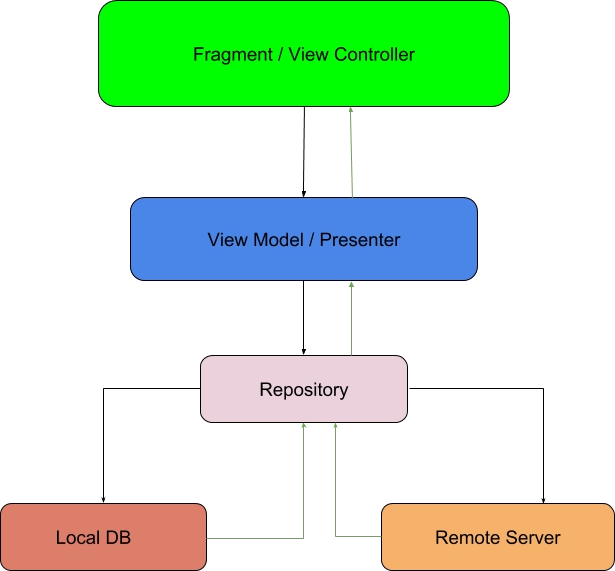 Fragment / View Controller
View Model / Presenter
Repository
Local DB
Remote Server